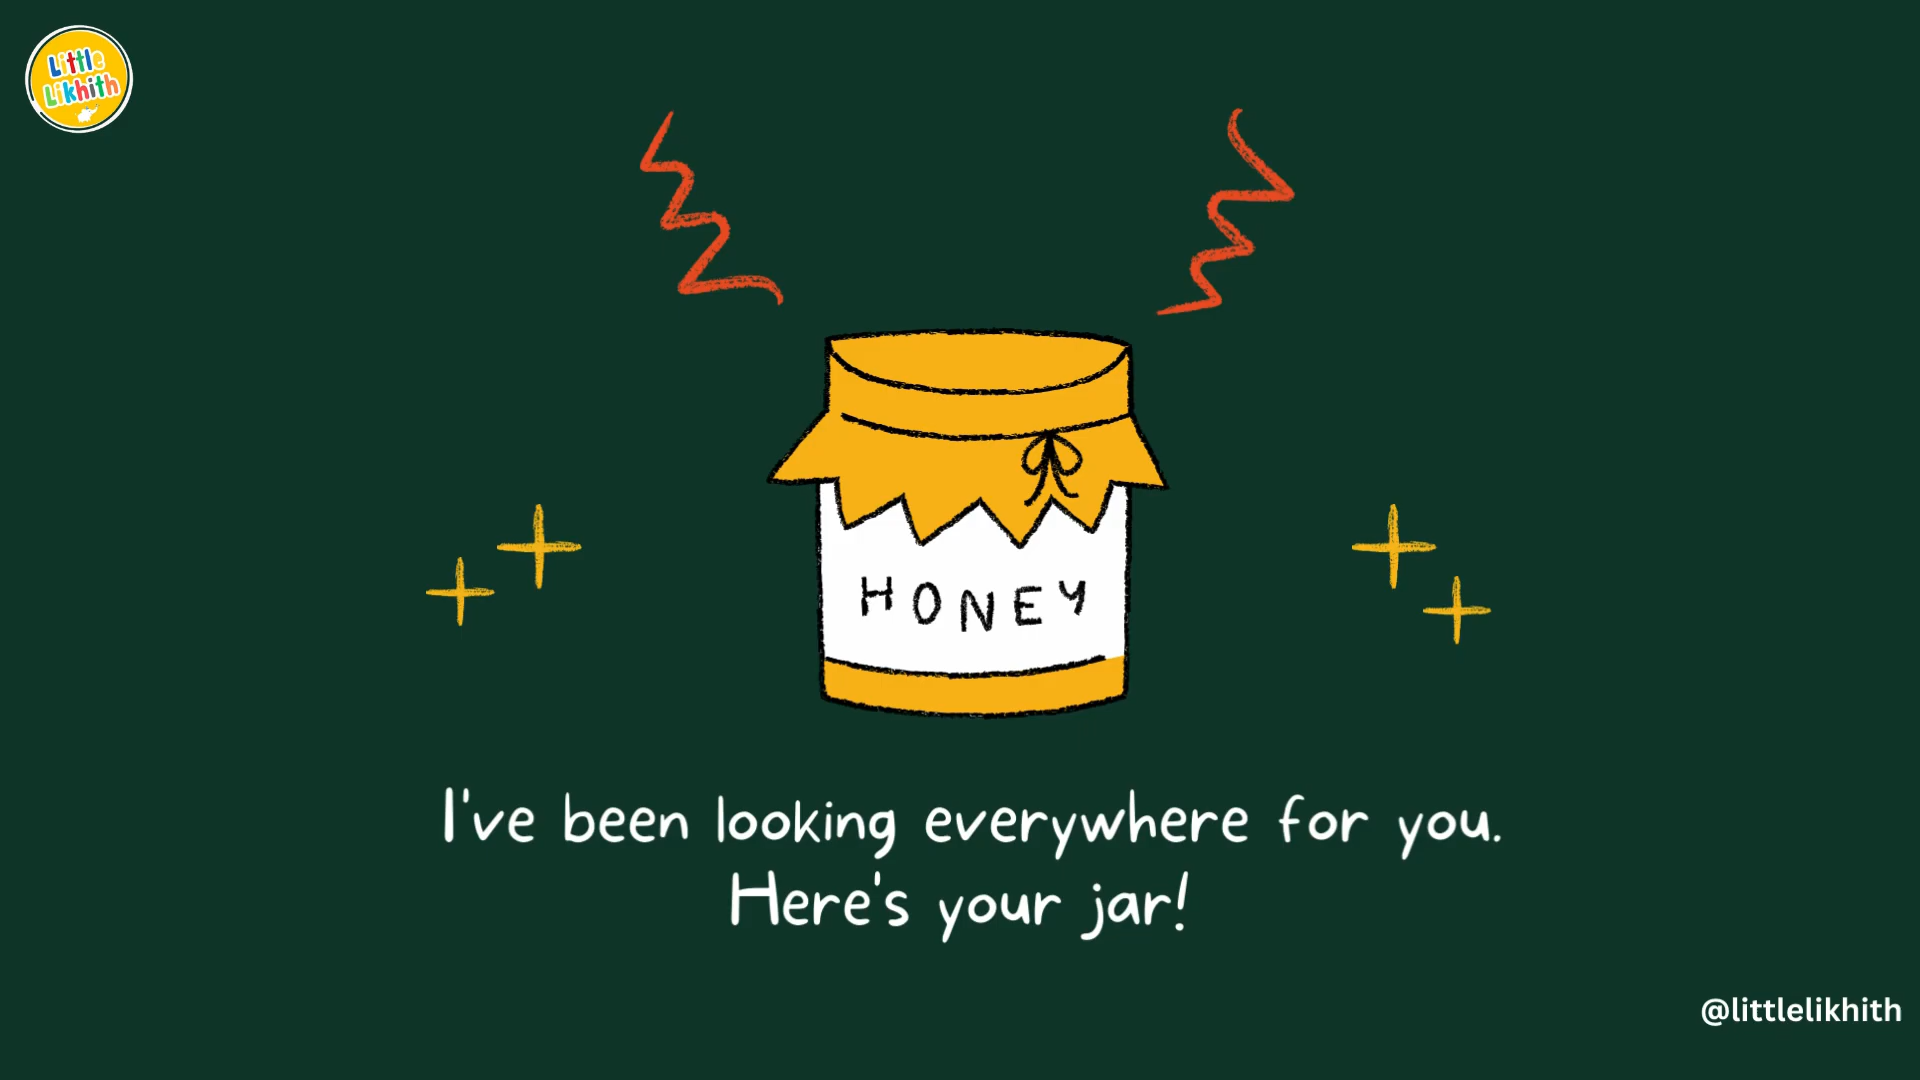 Little
Likhith
HONEY
I've been looking everywhere for you.
Here's your jar!
@littlelikhith